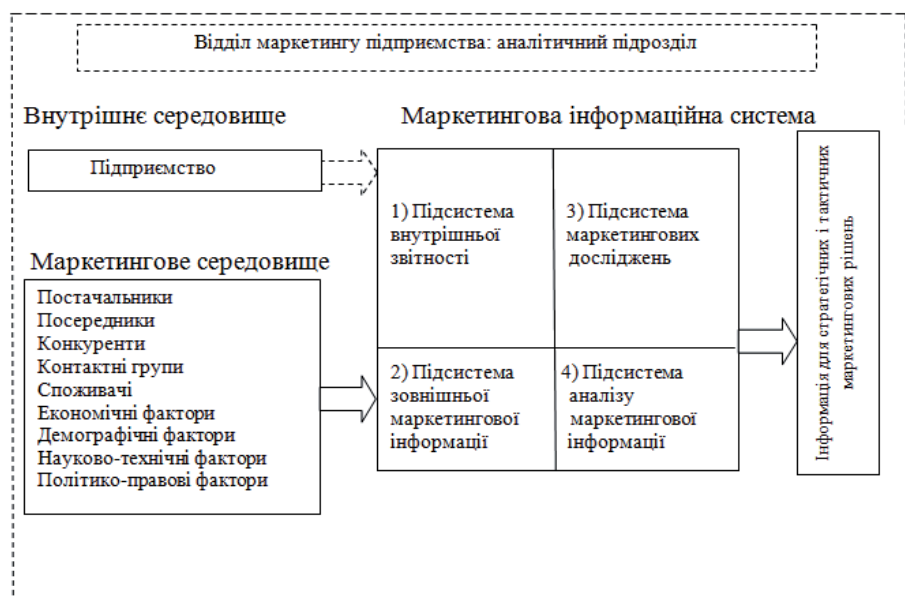 Відділ маркетингу підприємства: аналітичний підрозділ
Внутрішнє середовище
Підприємство
Маркетингове середовище
Постачальники
Посередники
Конкуренти
Контактні групи
Споживачі
Економічні фактори
Демографічні фактори
Науково-технічні фактори
Політико-правові фактори
Маркетингова інформаційна система
1) Підсистема
внутрішньої
звітності
3) Підсистема
маркетингових
досліджень
2) Підсистема
зовнішньої
маркетингової
інформації
4) Підсистема
аналізу
маркетингової
інформації
Інформація для стратегічних і тактичних
маркетингових рішень